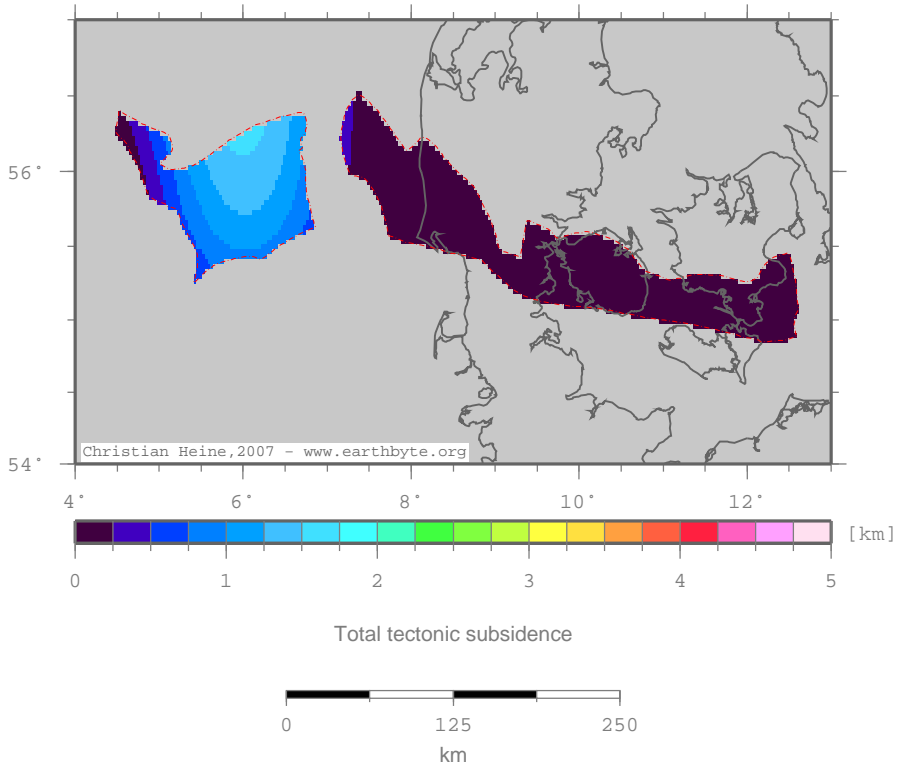 56°
54°
Christian Heine,2007 - www.earthbyte.org
4° 6° 8° 10° 12°
[km]
0 1 2 3 4 5
Total tectonic subsidence
0 125 250
km